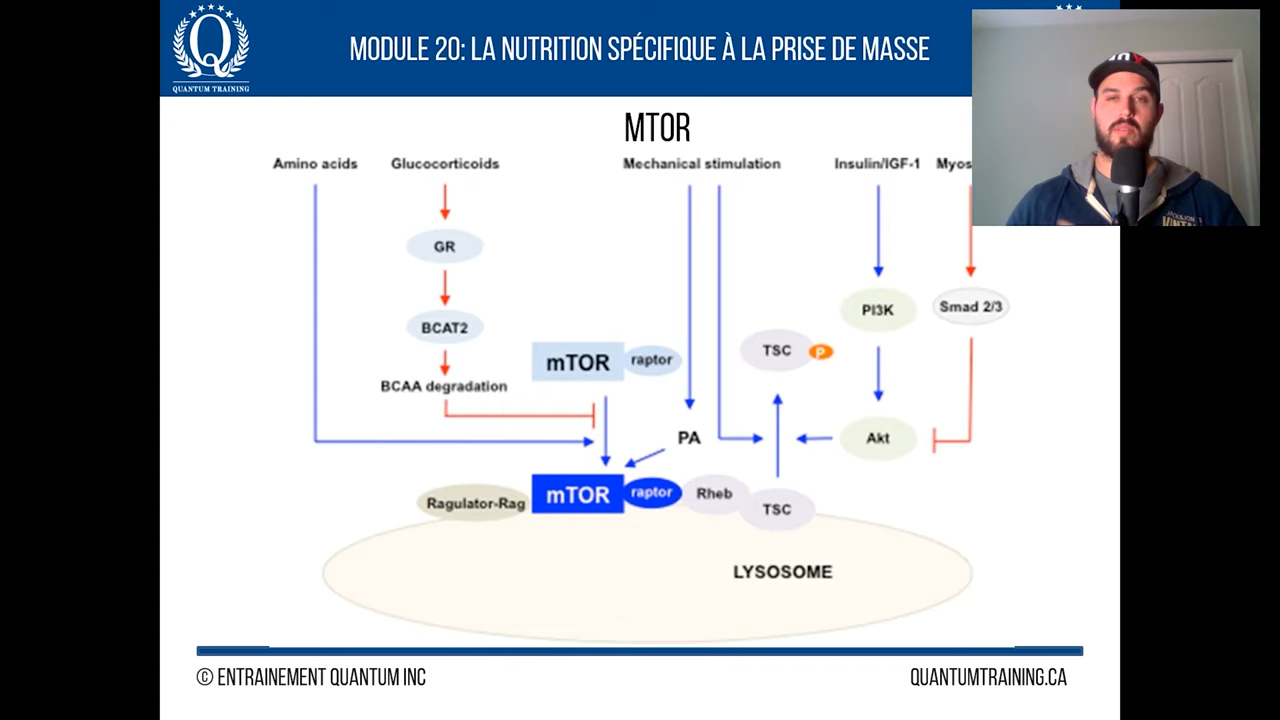 Q
QUANTUM TRAINING
MODULE 20: LA NUTRITION SPÉCIFIQUE À LA PRISE DE MASSE
MTOR
Amino acids Glucocorticoids Mechanical stimulation Insulin/IGF-1 Myos
GR
BCAT2
BCAA degradation
mTOR raptor
TSC P
PI3K
Smad 2/3
PA
Akt
Ragulator-Rag mTOR raptor Rheb TSC
LYSOSOME
© ENTRAINEMENT QUANTUM INC
QUANTUMTRAINING.CA